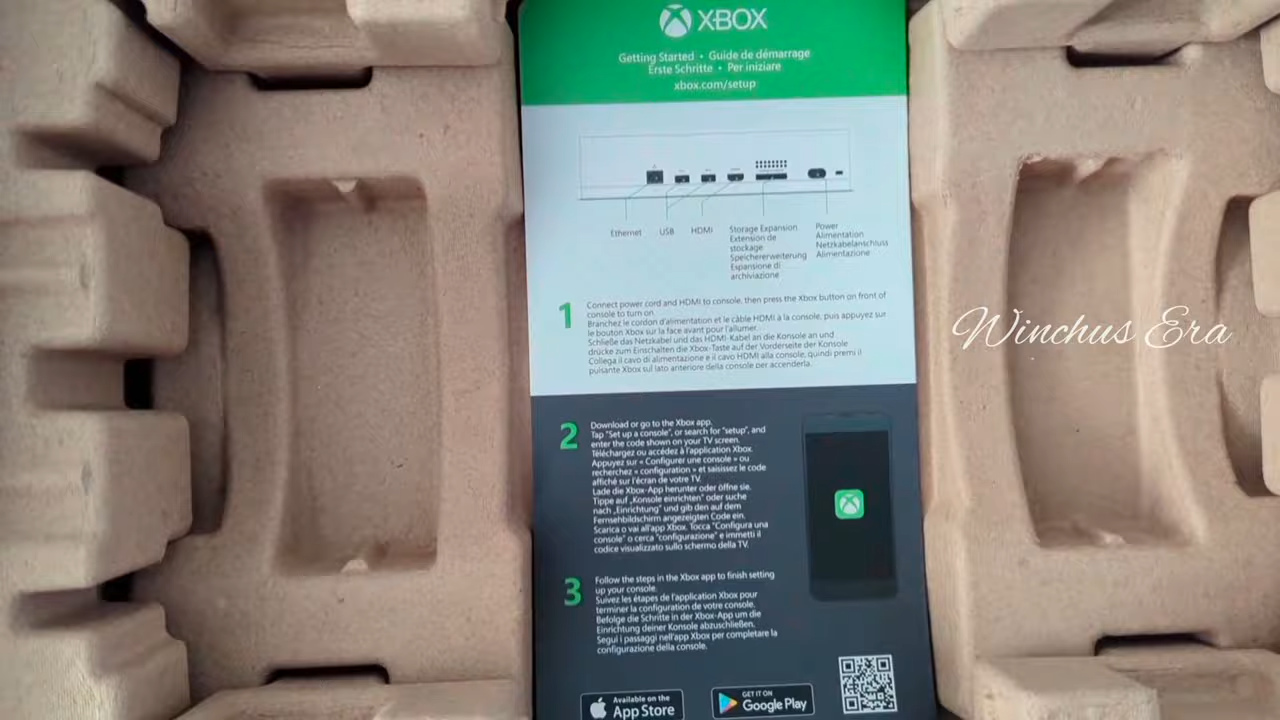 XBOX
Getting Started • Guide de démarrage
Erste Schritte • Per iniziare
xbox.com/setup
Ethernet
USB
HDMI
Storage Expansion
Extension de
stockage
Speichererweiterung
Espansione di
archiviazione
Power
Alimentation
Netzkabelanschluss
Alimentazione
1
Connect power cord and HDMI to console, then press the Xbox button on front of
console to turn on.
Branchez le cordon d'alimentation et le câble HDMI à la console, puis appuyez sur
le bouton Xbox sur la face avant pour l'allumer.
Schließe das Netzkabel und das HDMI-Kabel an die Konsole an und
drücke zum Einschalten die Xbox-Taste auf der Vorderseite der Konsole
Collega il cavo di alimentazione e il cavo HDMI alla console, quindi premi il
pulsante Xbox sul lato anteriore della console per accenderla.
Winchus Era
2
Download or go to the Xbox app.
Tap "Set up a console", or search for "setup", and
enter the code shown on your TV screen.
Téléchargez ou accédez à l'application Xbox.
Appuyez sur « Configurer une console » ou
recherchez « configuration » et saisissez le code
affiché sur l'écran de votre TV.
Lade die Xbox-App herunter oder öffne sie.
Tippe auf „Konsole einrichten" oder suche
nach „Einrichtung" und gib den auf dem
Fernsehbildschirm angezeigten Code ein.
Scarica o vai all'app Xbox. Tocca "Configura una
console" o cerca "configurazione" e immetti il
codice visualizzato sullo schermo della TV.
3
Follow the steps in the Xbox app to finish setting
up your console.
Suivez les étapes de l'application Xbox pour
terminer la configuration de votre console.
Befolge die Schritte in der Xbox-App um die
Einrichtung deiner Konsole abzuschließen.
Segui i passaggi nell'app Xbox per completare la
configurazione della console.
Available on the
App Store
GET IT ON
Google Play